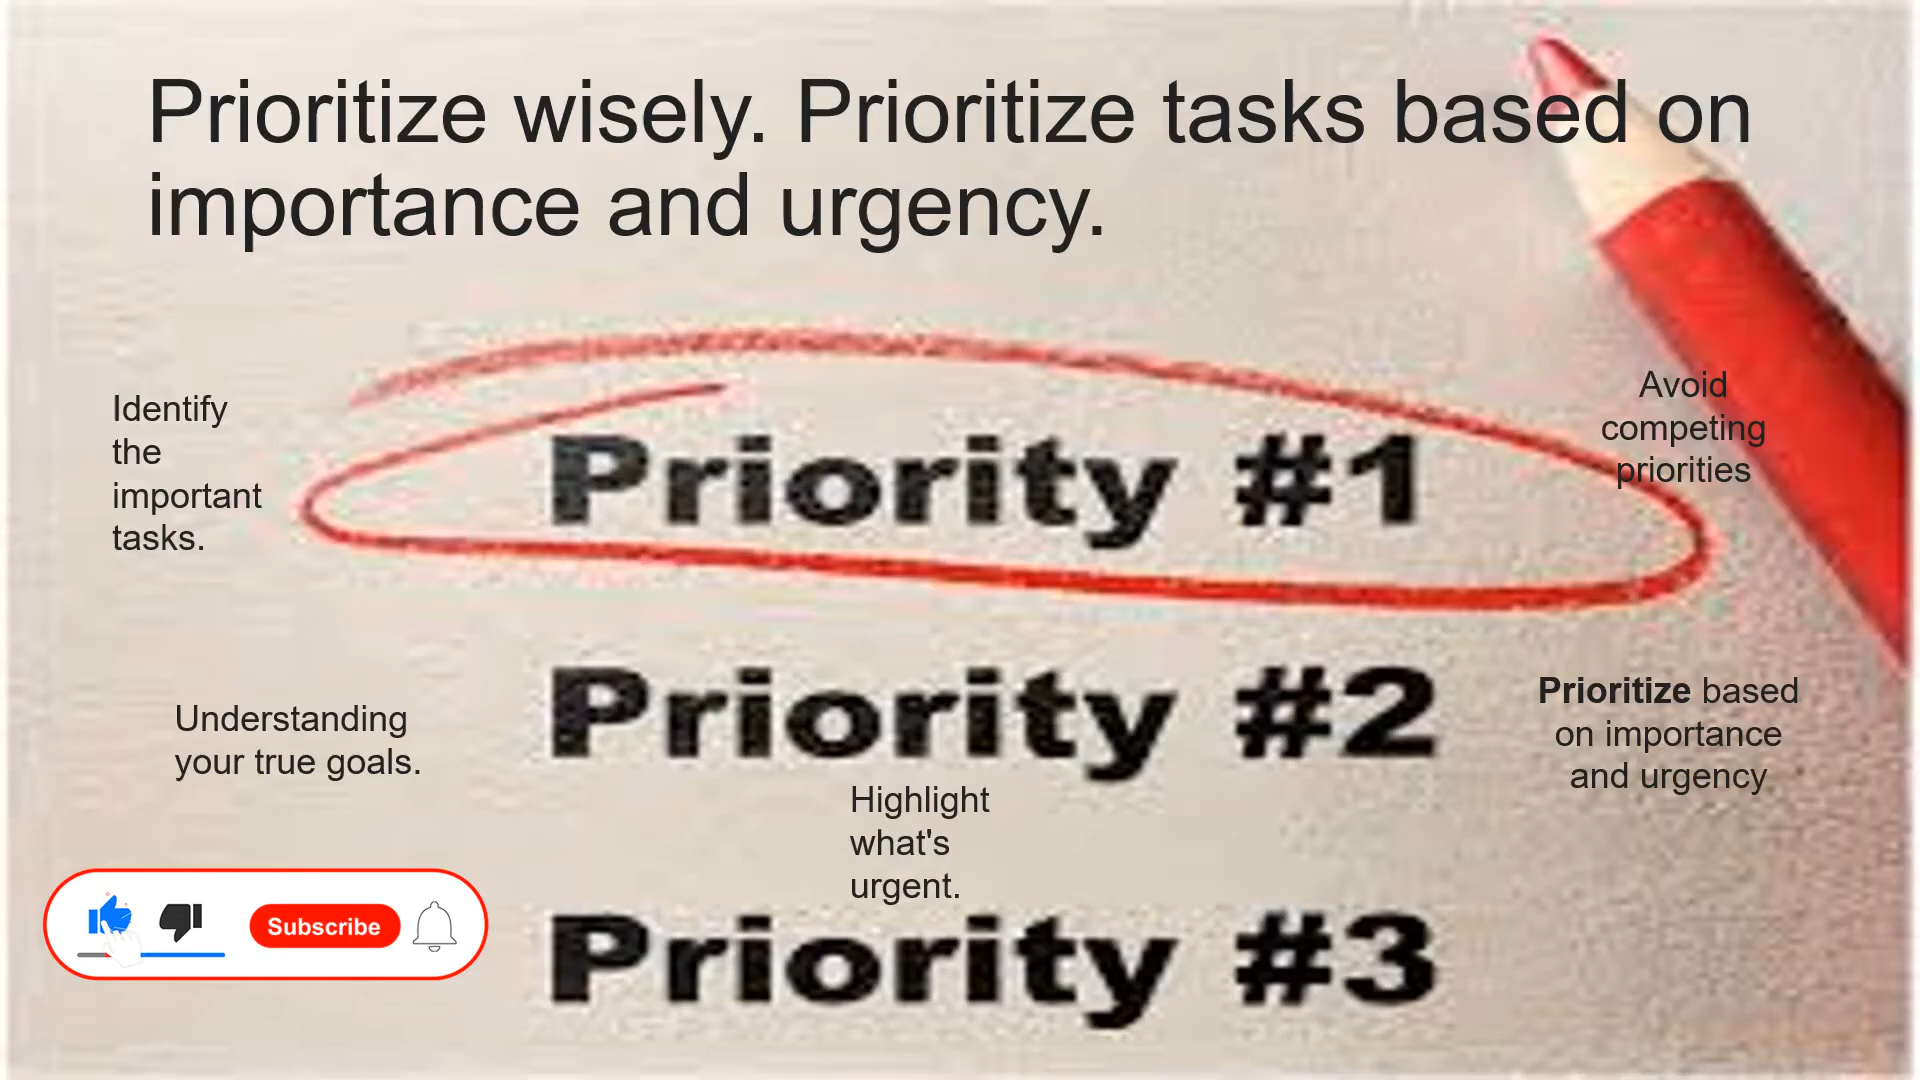 Prioritize wisely. Prioritize tasks based on
importance and urgency.
Identify
the
important
tasks.
Priority #1
Avoid
competing
priorities
Understanding
your true goals.
Priority #2
Prioritize based
on importance
and urgency
Highlight
what's
urgent.
Subscribe
Priority #3